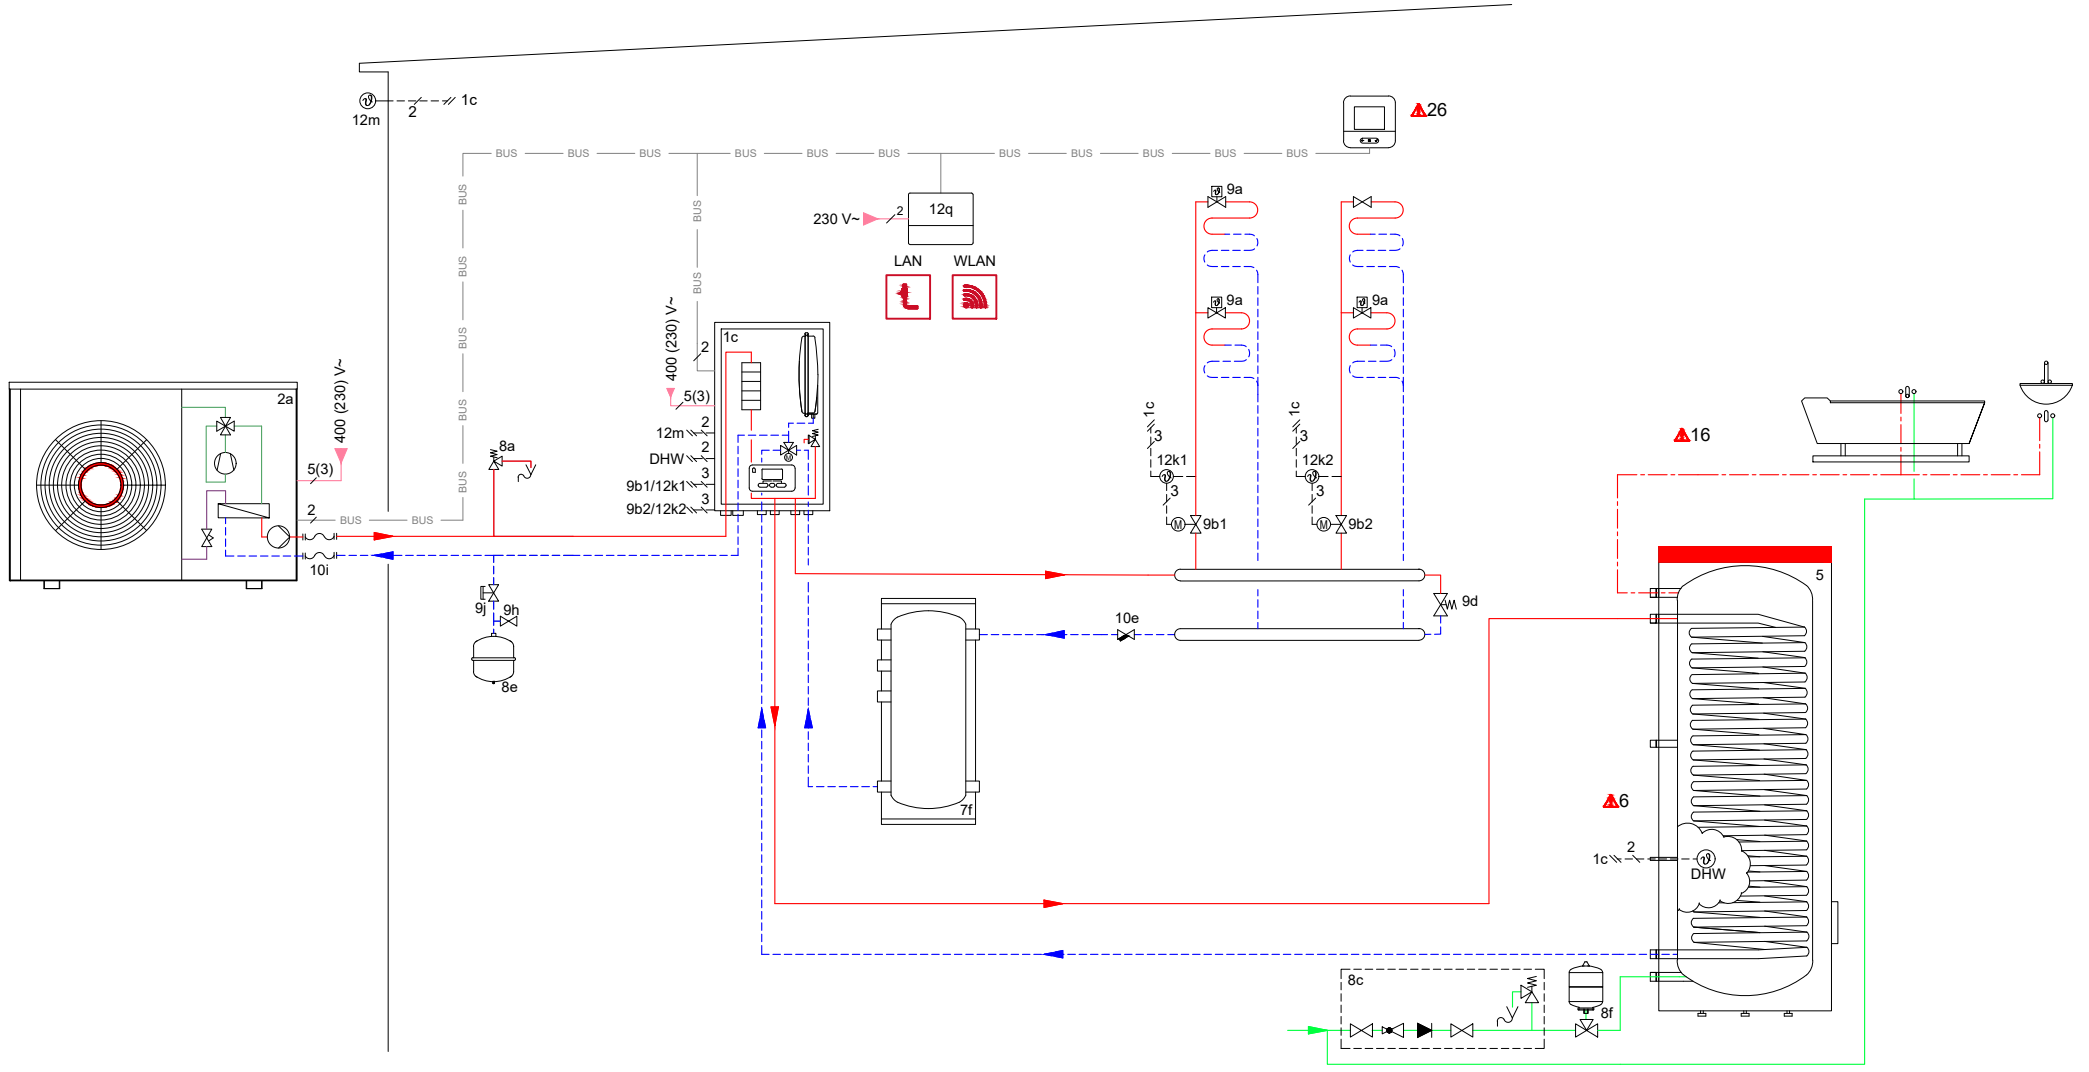 12m
2
1c
26
BUS BUS BUS BUS BUS BUS BUS BUS BUS BUS BUS BUS
BUS
BUS
BUS
BUS
BUS
BUS
BUS
230 V~
2
12q
LAN
WLAN
9a
9a
9a
2a
400 (230) V~
5(3)
2
BUS
BUS
10i
8a
9j
9h
8e
400 (230) V~
1c
2
5(3)
2
12m
2
DHW
3
9b1/12k1
3
9b2/12k2
1c
3
12k1
3
M
9b1
1c
3
12k2
3
M
9b2
M
9d
10e
7f
16
5
6
1c
2
DHW
8c
8f